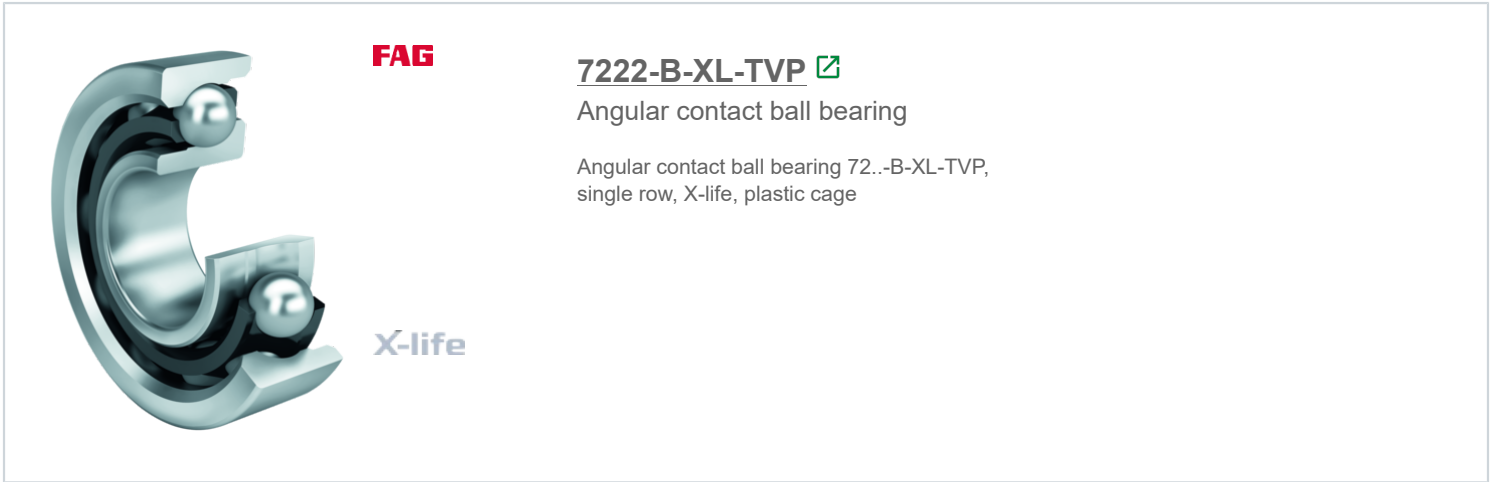 FAG
7222-B-XL-TVP
Angular contact ball bearing
Angular contact ball bearing 72..-B-XL-TVP,
single row, X-life, plastic cage
X-life